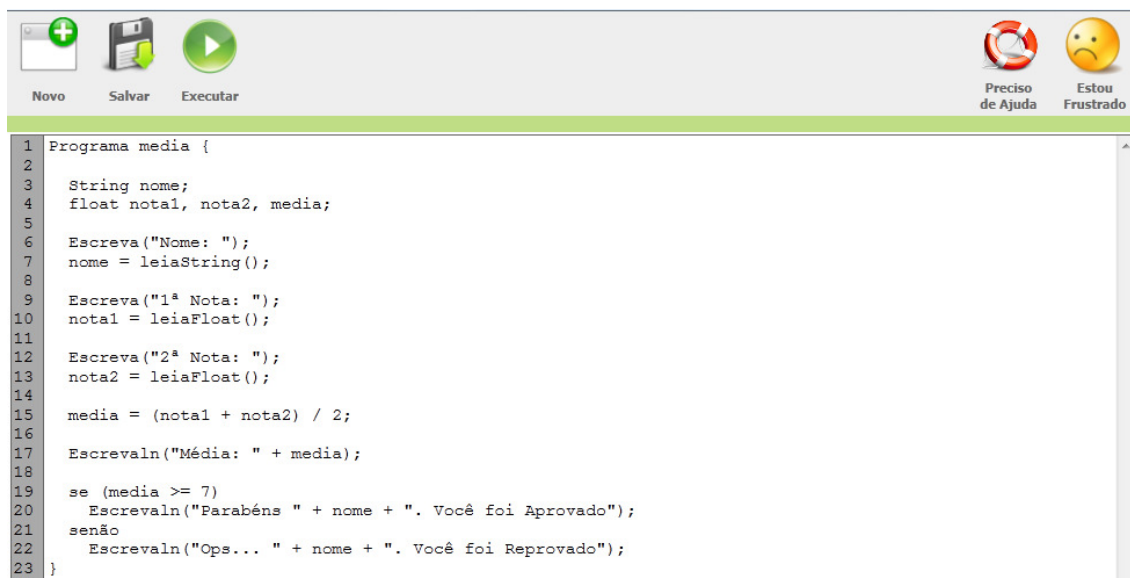 Novo Salvar Executar Preciso de Ajuda Estou Frustrado
1 Programa media {
2
3 String nome;
4 float nota1, nota2, media;
5
6 Escreva("Nome: ");
7 nome = leiaString();
8
9 Escreva("1ª Nota: ");
10 nota1 = leiaFloat();
11
12 Escreva("2ª Nota: ");
13 nota2 = leiaFloat();
14
15 media = (nota1 + nota2) / 2;
16
17 Escrevaln("Média: " + media);
18
19 se (media >= 7)
20 Escrevaln("Parabéns " + nome + ". Você foi Aprovado");
21 senão
22 Escrevaln("Ops... " + nome + ". Você foi Reprovado");
23 }